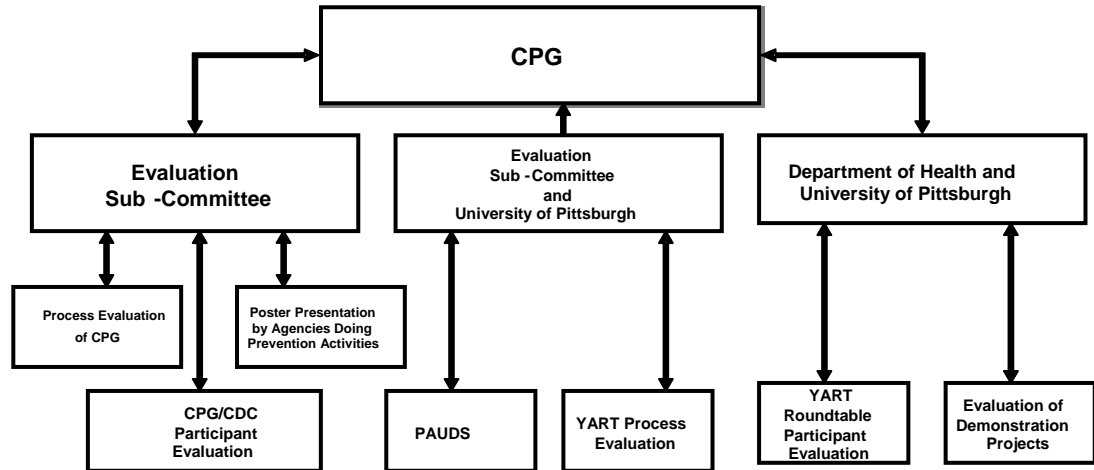 CPG
Evaluation
Sub -Committee
Evaluation
Sub -Committee
and
University of Pittsburgh
Department of Health and
University of Pittsburgh
Process Evaluation
of CPG
Poster Presentation
by Agencies Doing
Prevention Activities
CPG/CDC
Participant
Evaluation
PAUDS
YART Process
Evaluation
YART
Roundtable
Participant
Evaluation
Evaluation of
Demonstration
Projects